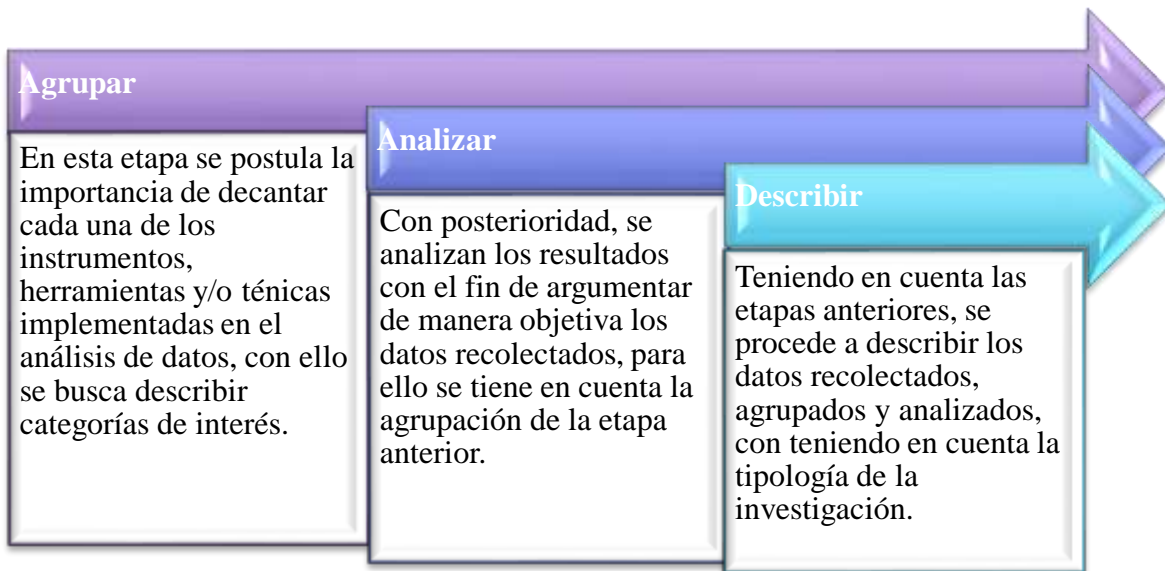 Agrupar
En esta etapa se postula la
importancia de decantar
cada una de los
instrumentos,
herramientas y/o ténicas
implementadas en el
análisis de datos, con ello
se busca describir
categorías de interés.
Analizar
Con posterioridad, se
analizan los resultados
con el fin de argumentar
de manera objetiva los
datos recolectados, para
ello se tiene en cuenta la
agrupación de la etapa
anterior.
Describir
Teniendo en cuenta las
etapas anteriores, se
procede a describir los
datos recolectados,
agrupados y analizados,
con teniendo en cuenta la
tipología de la
investigación.